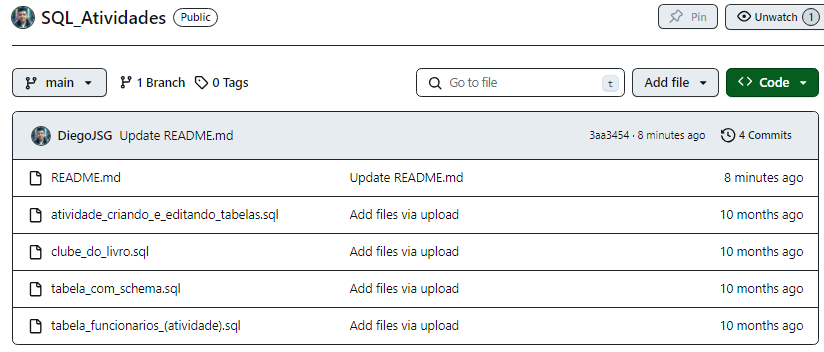 SQL_Atividades Public Pin Unwatch 1
main 1 Branch 0 Tags Go to file t Add file Code
DiegoJSG Update README.md 3aa3454 · 8 minutes ago 4 Commits
README.md Update README.md 8 minutes ago
atividade_criando_e_editando_tabelas.sql Add files via upload 10 months ago
clube_do_livro.sql Add files via upload 10 months ago
tabela_com_schema.sql Add files via upload 10 months ago
tabela_funcionarios_(atividade).sql Add files via upload 10 months ago